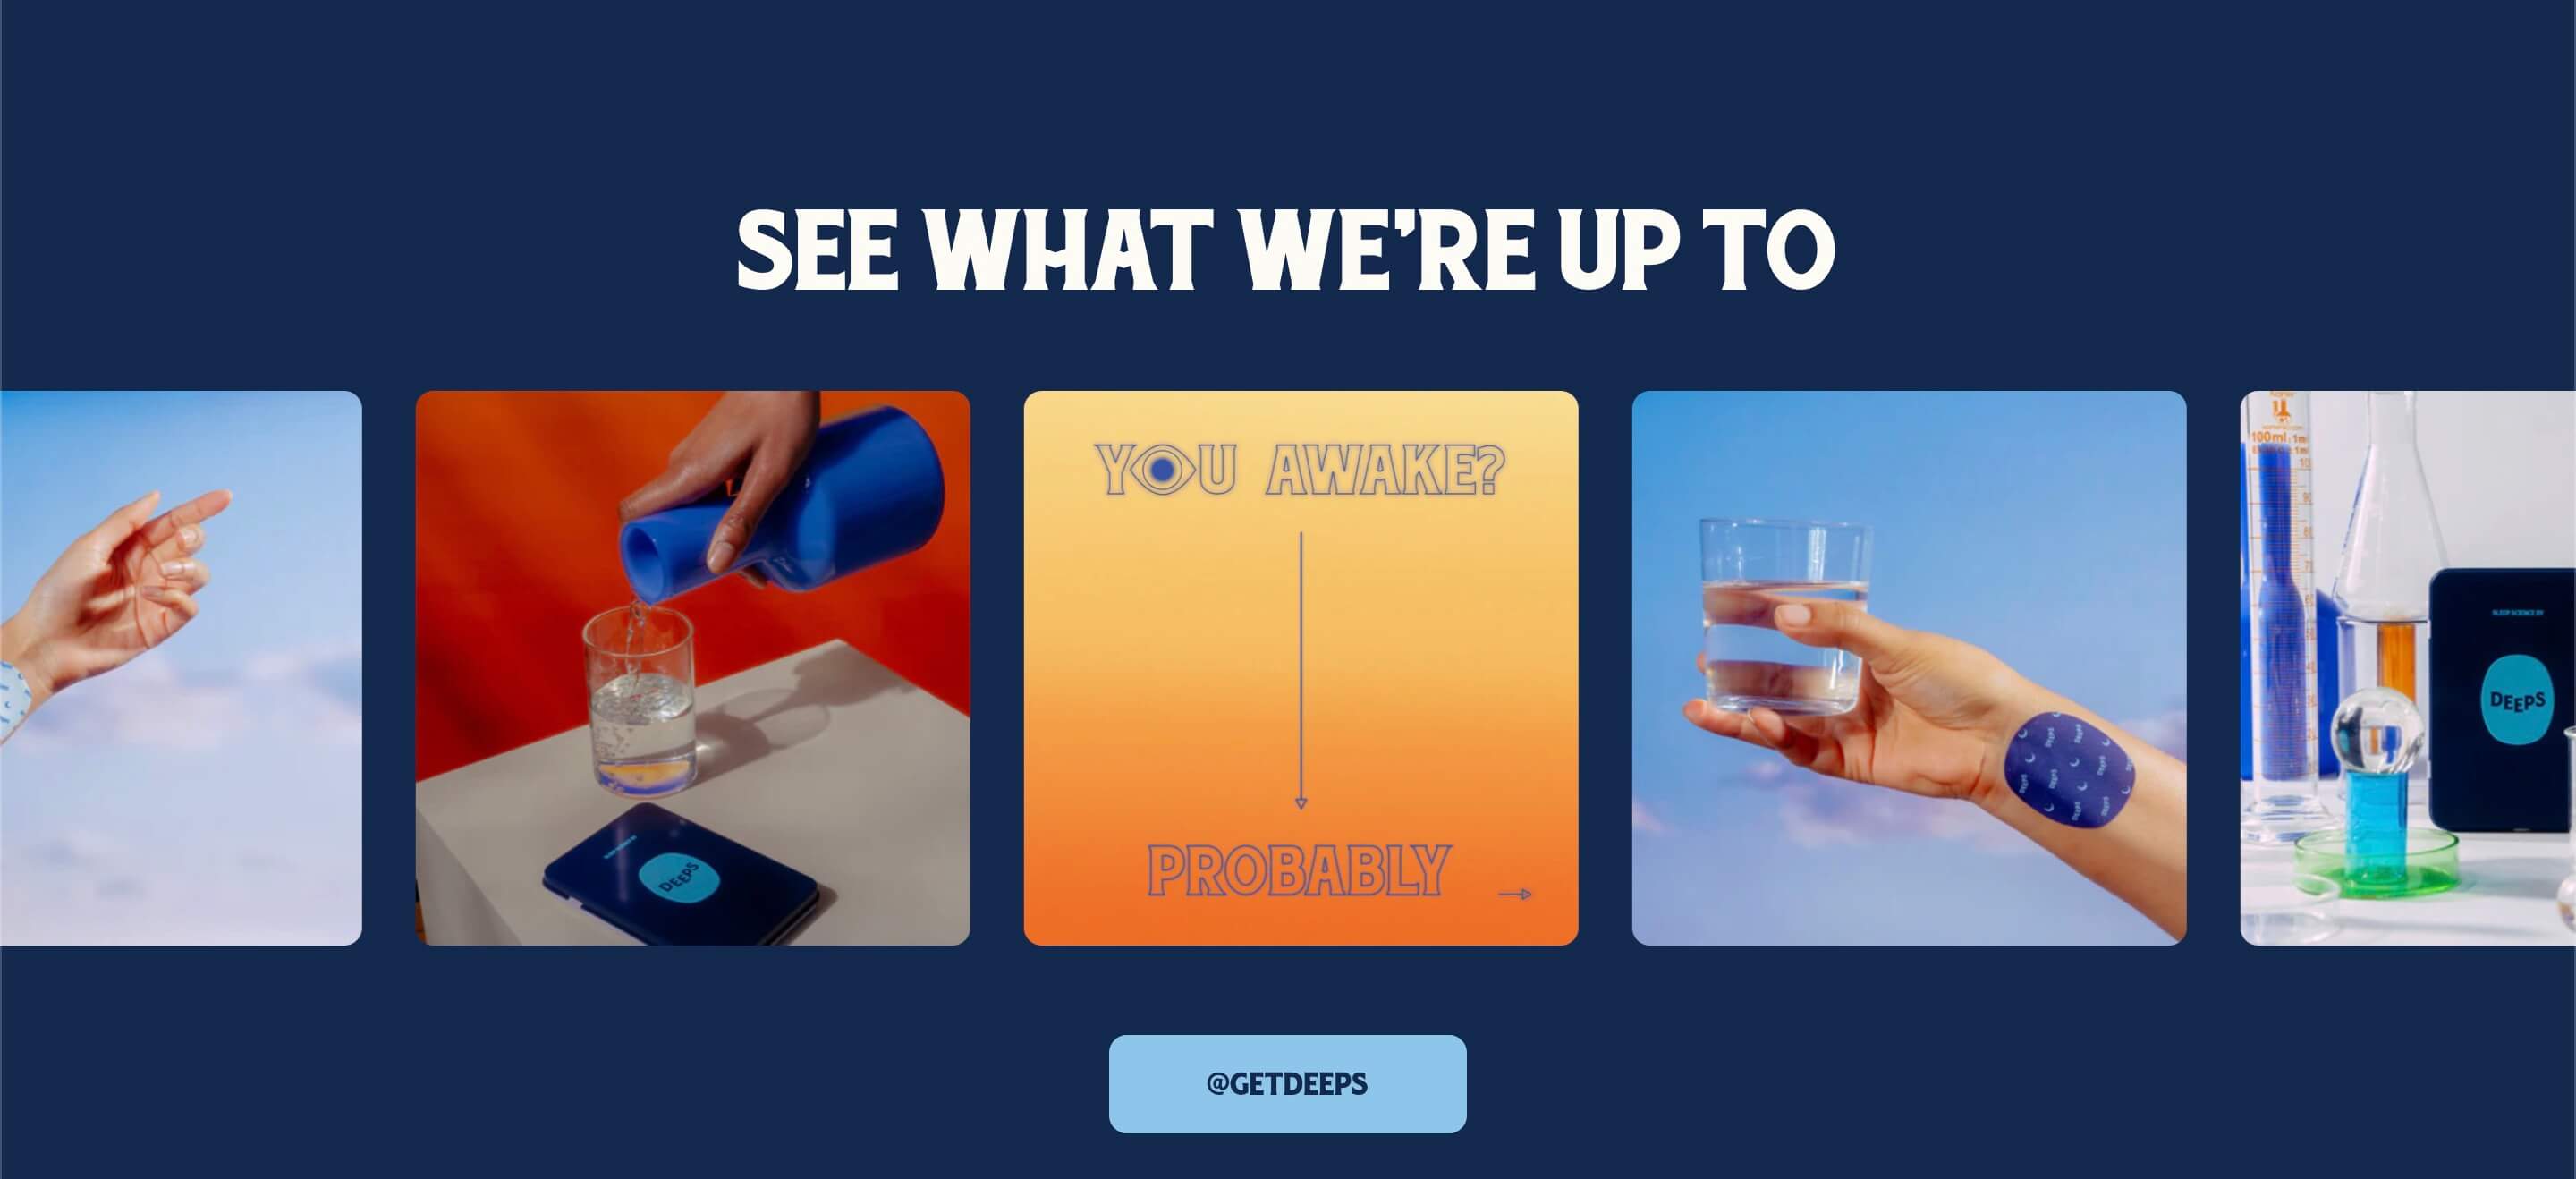 SEE WHAT WE'RE UP TO
YOU AWAKE?
PROBABLY
DEEPS
100ml
SLEEP SCIENCE BY
DEEPS
@GETDEEPS